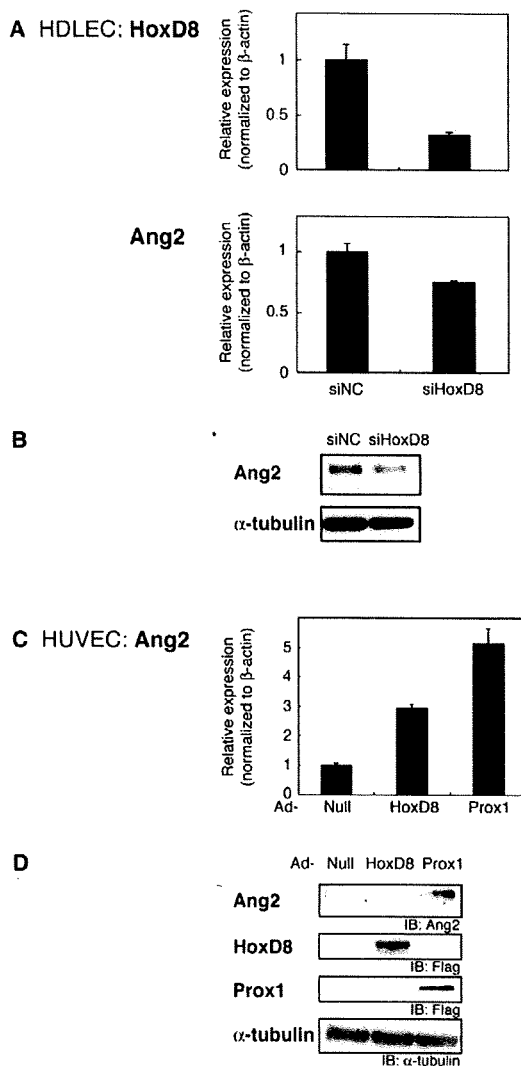 A HDLEC: HoxD8
Relative expression
(normalized to β-actin)
1
0.5
0
Ang2
Relative expression
(normalized to β-actin)
1
0.5
0
siNC siHoxD8
B
siNC siHoxD8
Ang2
α-tubulin
C HUVEC: Ang2
Relative expression
(normalized to β-actin)
5
4
3
2
1
0
Ad- Null HoxD8 Prox1
D
Ad- Null HoxD8 Prox1
Ang2
IB: Ang2
HoxD8
IB: Flag
Prox1
IB: Flag
α-tubulin
IB: α-tubulin